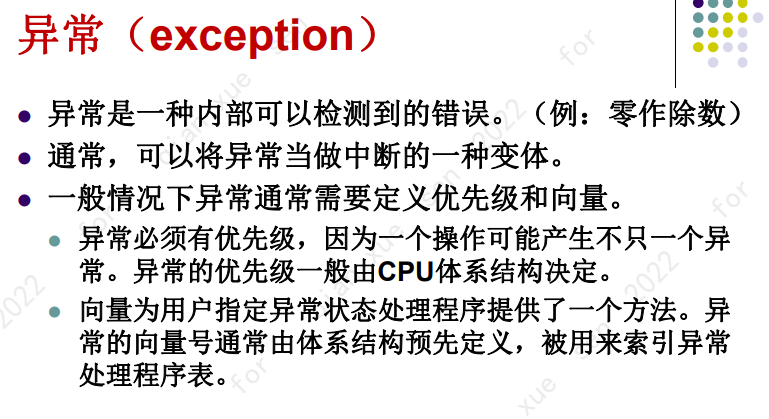 异常（exception）
异常是一种内部可以检测到的错误。（例：零作除数）
通常，可以将异常当做中断的一种变体。
一般情况下异常通常需要定义优先级和向量。
异常必须有优先级，因为一个操作可能产生不只一个异
常。异常的优先级一般由CPU体系结构决定。
向量为用户指定异常状态处理程序提供了一个方法。异
常的向量号通常由体系结构预先定义，被用来索引异常
处理程序表。